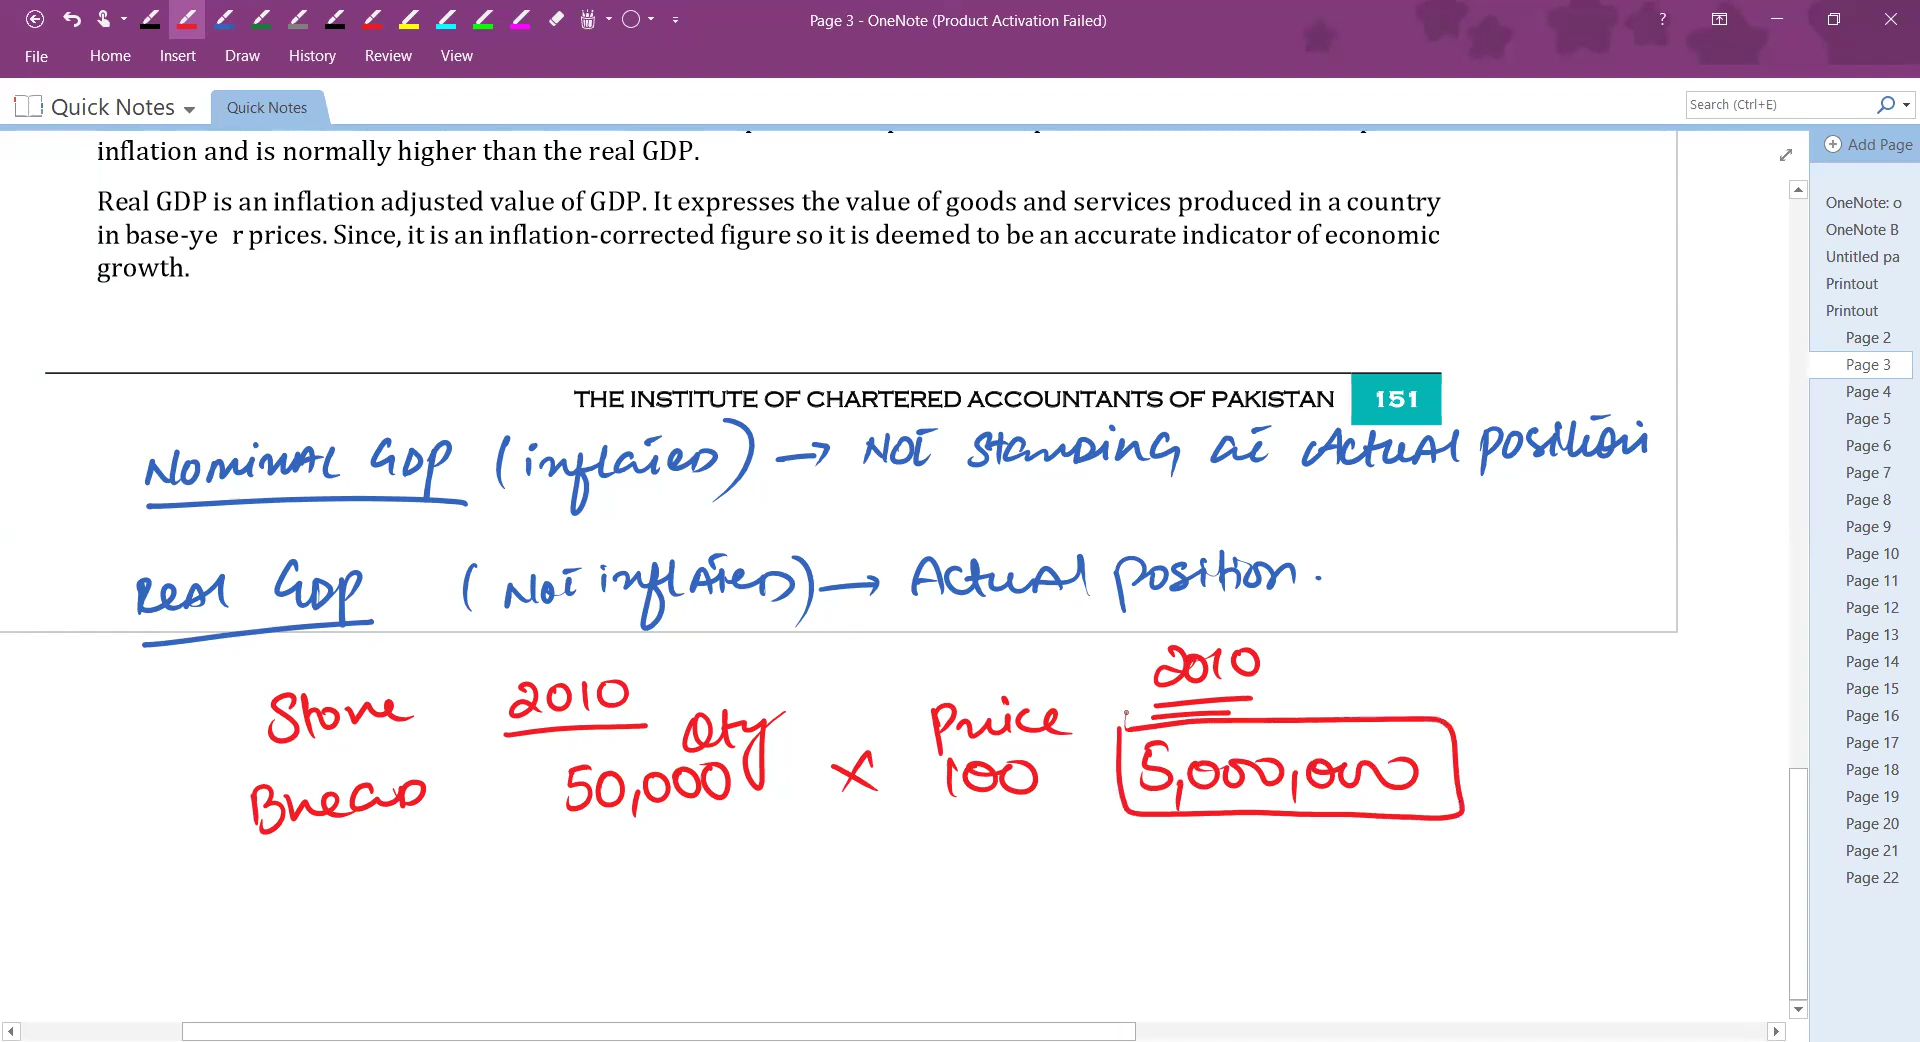 Page 3 - OneNote (Product Activation Failed)
?
File Home Insert Draw History Review View
Quick Notes
Quick Notes
Search (Ctrl+E)
inflation and is normally higher than the real GDP.
Real GDP is an inflation adjusted value of GDP. It expresses the value of goods and services produced in a country
in base-ye r prices. Since, it is an inflation-corrected figure so it is deemed to be an accurate indicator of economic
growth.
THE INSTITUTE OF CHARTERED ACCOUNTANTS OF PAKISTAN 151
Nominal GDP (inflated) → Not standing at Actual position
Real GDP (Not inflated) → Actual position.
2010
Store 2010 Qty Price
Bread 50,000 × 100 5,000,000
Add Page
OneNote: o
OneNote B
Untitled pa
Printout
Printout
Page 2
Page 3
Page 4
Page 5
Page 6
Page 7
Page 8
Page 9
Page 10
Page 11
Page 12
Page 13
Page 14
Page 15
Page 16
Page 17
Page 18
Page 19
Page 20
Page 21
Page 22